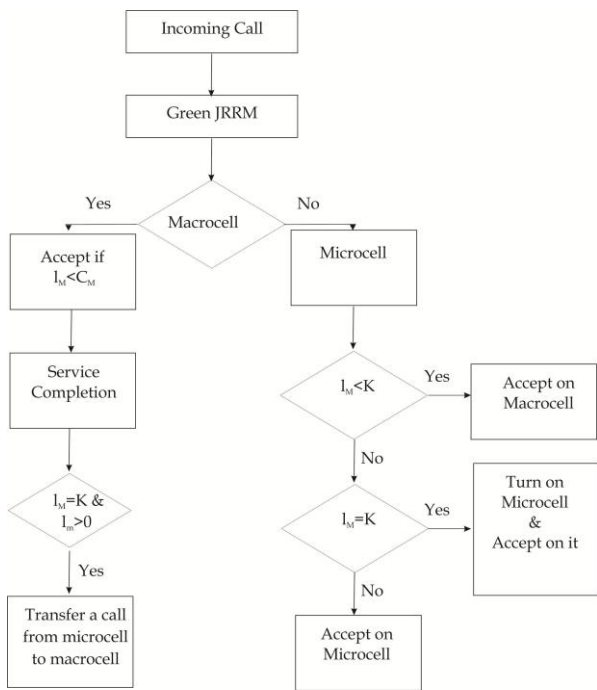 Incoming Call
Green JRRM
Yes
Macrocell
No
Accept if
l_M<C_M
Microcell
Service
Completion
l_M<K
Yes
Accept on
Macrocell
No
l_M=K &
l_m>0
l_M=K
Yes
Turn on
Microcell
&
Accept on it
Yes
No
Transfer a call
from microcell
to macrocell
Accept on
Microcell